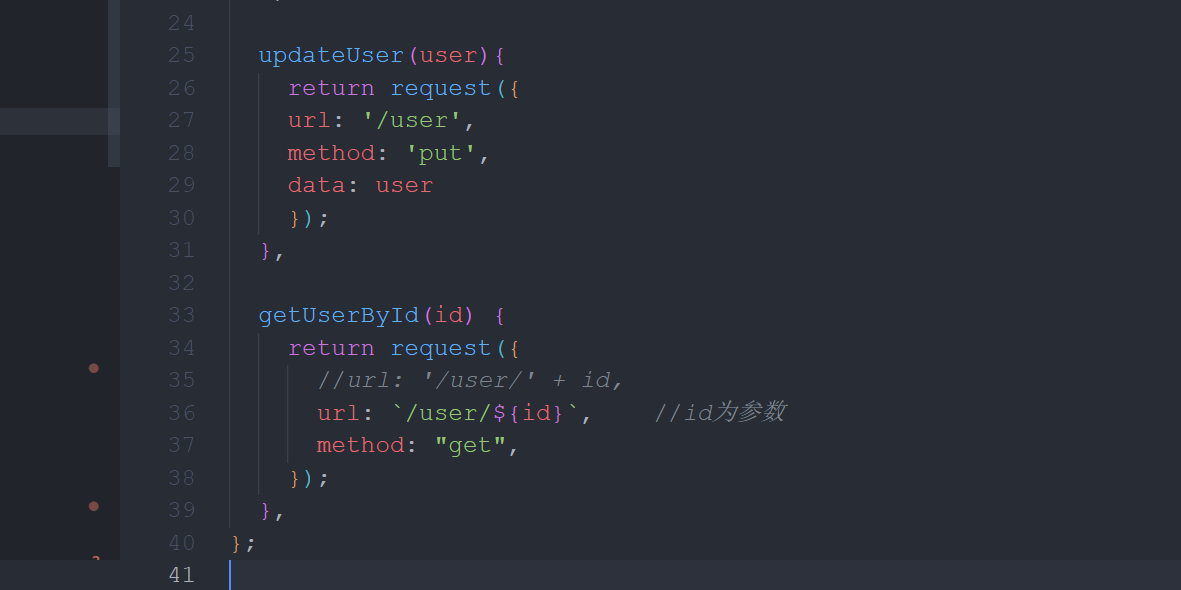 24
25 updateUser(user){
26 return request({
27 url: '/user',
28 method: 'put',
29 data: user
30 });
31 },
32
33 getUserById(id) {
34 return request({
35 //url: '/user/' + id,
36 url: `/user/${id}`, //id为参数
37 method: "get",
38 });
39 },
40 };
41